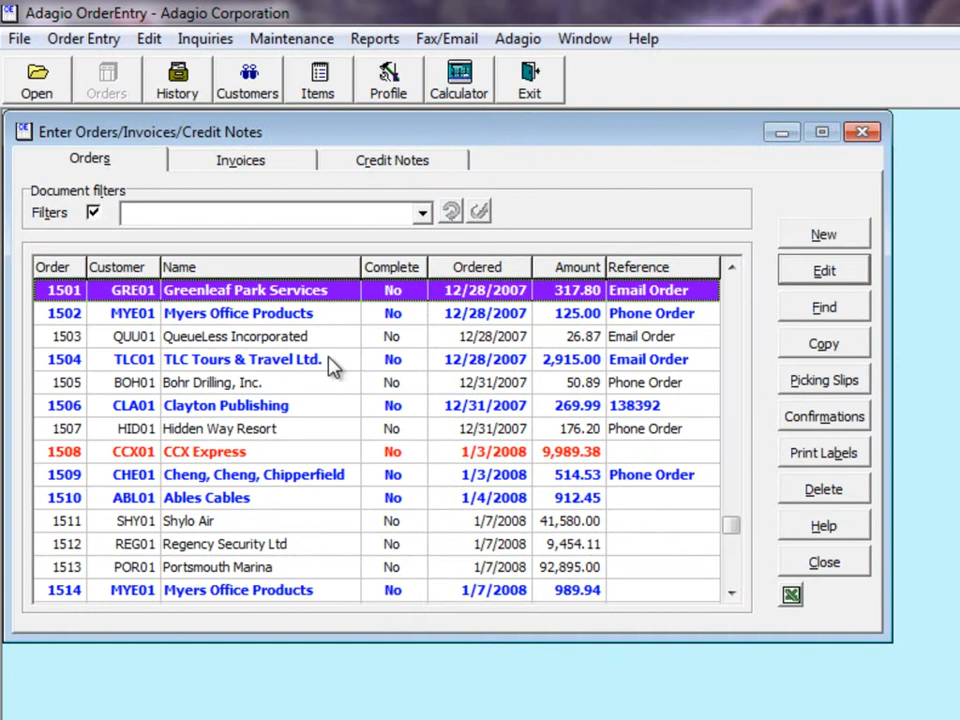 Adagio OrderEntry - Adagio Corporation
File Order Entry Edit Inquiries Maintenance Reports Fax/Email Adagio Window Help
Open Orders History Customers Items Profile Calculator Exit
Enter Orders/Invoices/Credit Notes
Orders Invoices Credit Notes
Document filters
Filters
New
Edit
Find
Copy
Picking Slips
Confirmations
Print Labels
Delete
Help
Close
Order Customer Name Complete Ordered Amount Reference
1501 GRE01 Greenleaf Park Services No 12/28/2007 317.80 Email Order
1502 MYE01 Myers Office Products No 12/28/2007 125.00 Phone Order
1503 QUU01 QueueLess Incorporated No 12/28/2007 26.87 Email Order
1504 TLC01 TLC Tours & Travel Ltd. No 12/28/2007 2,915.00 Email Order
1505 BOH01 Bohr Drilling, Inc. No 12/31/2007 50.89 Phone Order
1506 CLA01 Clayton Publishing No 12/31/2007 269.99 138392
1507 HID01 Hidden Way Resort No 12/31/2007 176.20 Phone Order
1508 CCX01 CCX Express No 1/3/2008 9,989.38
1509 CHE01 Cheng, Cheng, Chipperfield No 1/3/2008 514.53 Phone Order
1510 ABL01 Ables Cables No 1/4/2008 912.45
1511 SHY01 Shylo Air No 1/7/2008 41,580.00
1512 REG01 Regency Security Ltd No 1/7/2008 9,454.11
1513 POR01 Portsmouth Marina No 1/7/2008 92,895.00
1514 MYE01 Myers Office Products No 1/7/2008 989.94